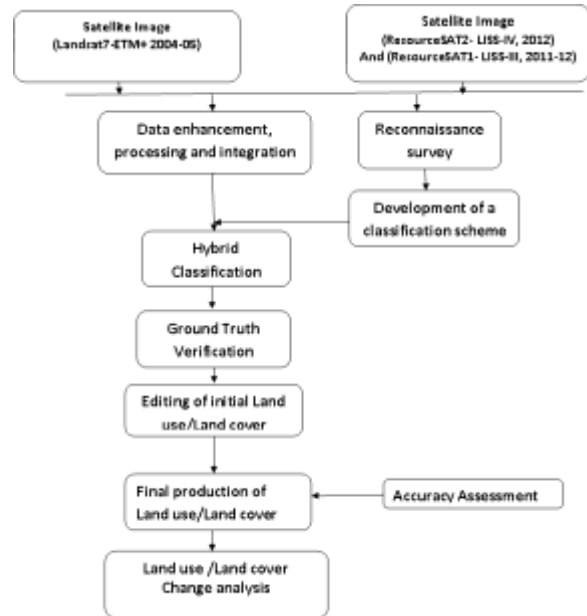 Satellite Image
(Landsat7-ETM+ 2004-05)
Satellite Image
(ResourceSAT2- LISS-IV, 2012)
And (ResourceSAT1- LISS-III, 2011-12)
Data enhancement,
processing and integration
Reconnaissance
survey
Development of a
classification scheme
Hybrid
Classification
Ground Truth
Verification
Editing of initial Land
use/Land cover
Final production of
Land use/Land cover
Accuracy Assessment
Land use /Land cover
Change analysis